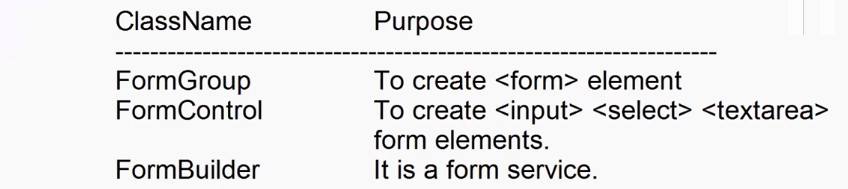 ClassName Purpose
---------------------------------------------------------------------
FormGroup To create <form> element
FormControl To create <input> <select> <textarea>
form elements.
FormBuilder It is a form service.